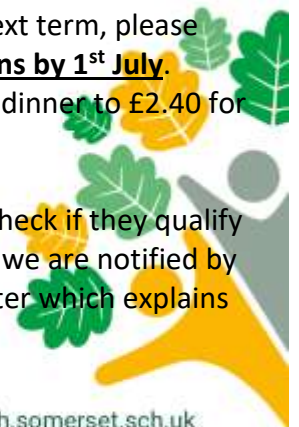 ext term, please
ns by 1st July.
dinner to £2.40 for
heck if they qualify
we are notified by
ter which explains
h.somerset.sch.uk